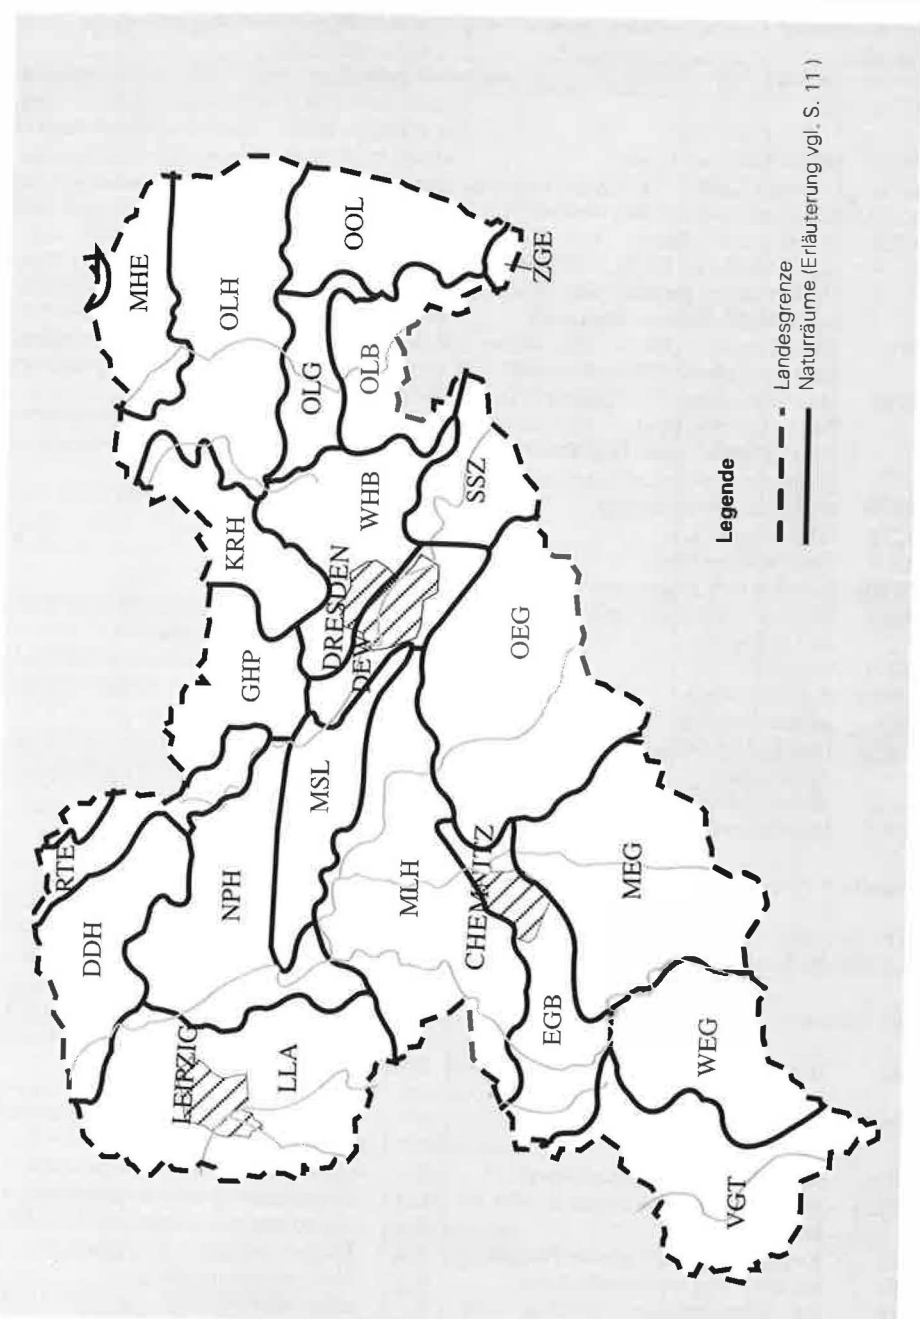 RTE
DDH
LEIPZIG
LLA
NPH
GHP
KRH
MHE
OLH
OOL
ZGE
OLG
OLB
WHB
DRESDEN
DEW
SSZ
MSL
MLH
OEG
CHEMNITZ
EGB
MEG
WEG
VGT
Legende
Landesgrenze
Naturräume (Erläuterung vgl. S. 11)